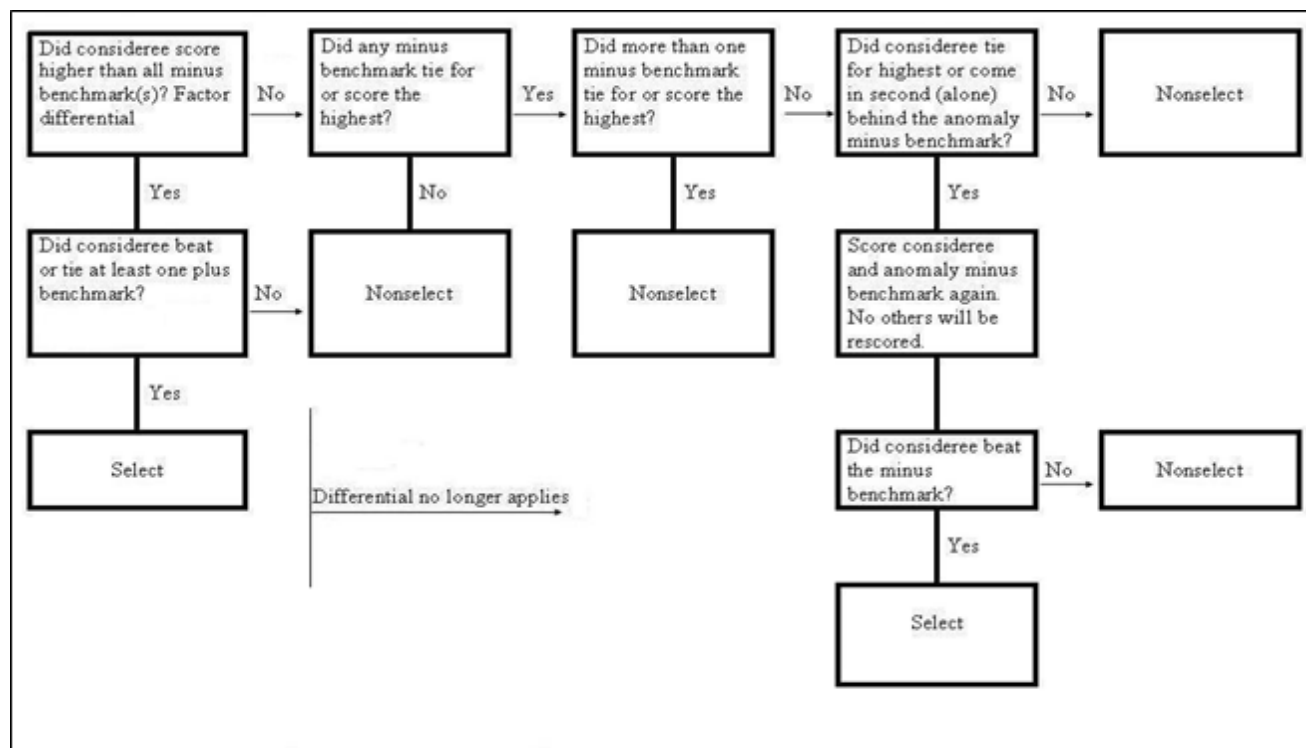 Did consideree score
higher than all minus
benchmark(s)? Factor
differential
No
Did any minus
benchmark tie for
or score the
highest?
Yes
Did more than one
minus benchmark
tie for or score the
highest?
No
Did consideree tie
for highest or come
in second (alone)
behind the anomaly
minus benchmark?
No
Nonselect
Yes
No
Yes
Yes
Did consideree beat
or tie at least one plus
benchmark?
No
Nonselect
Nonselect
Score consideree
and anomaly minus
benchmark again.
No others will be
rescored.
Yes
Select
Differential no longer applies
Did consideree beat
the minus
benchmark?
No
Nonselect
Yes
Select